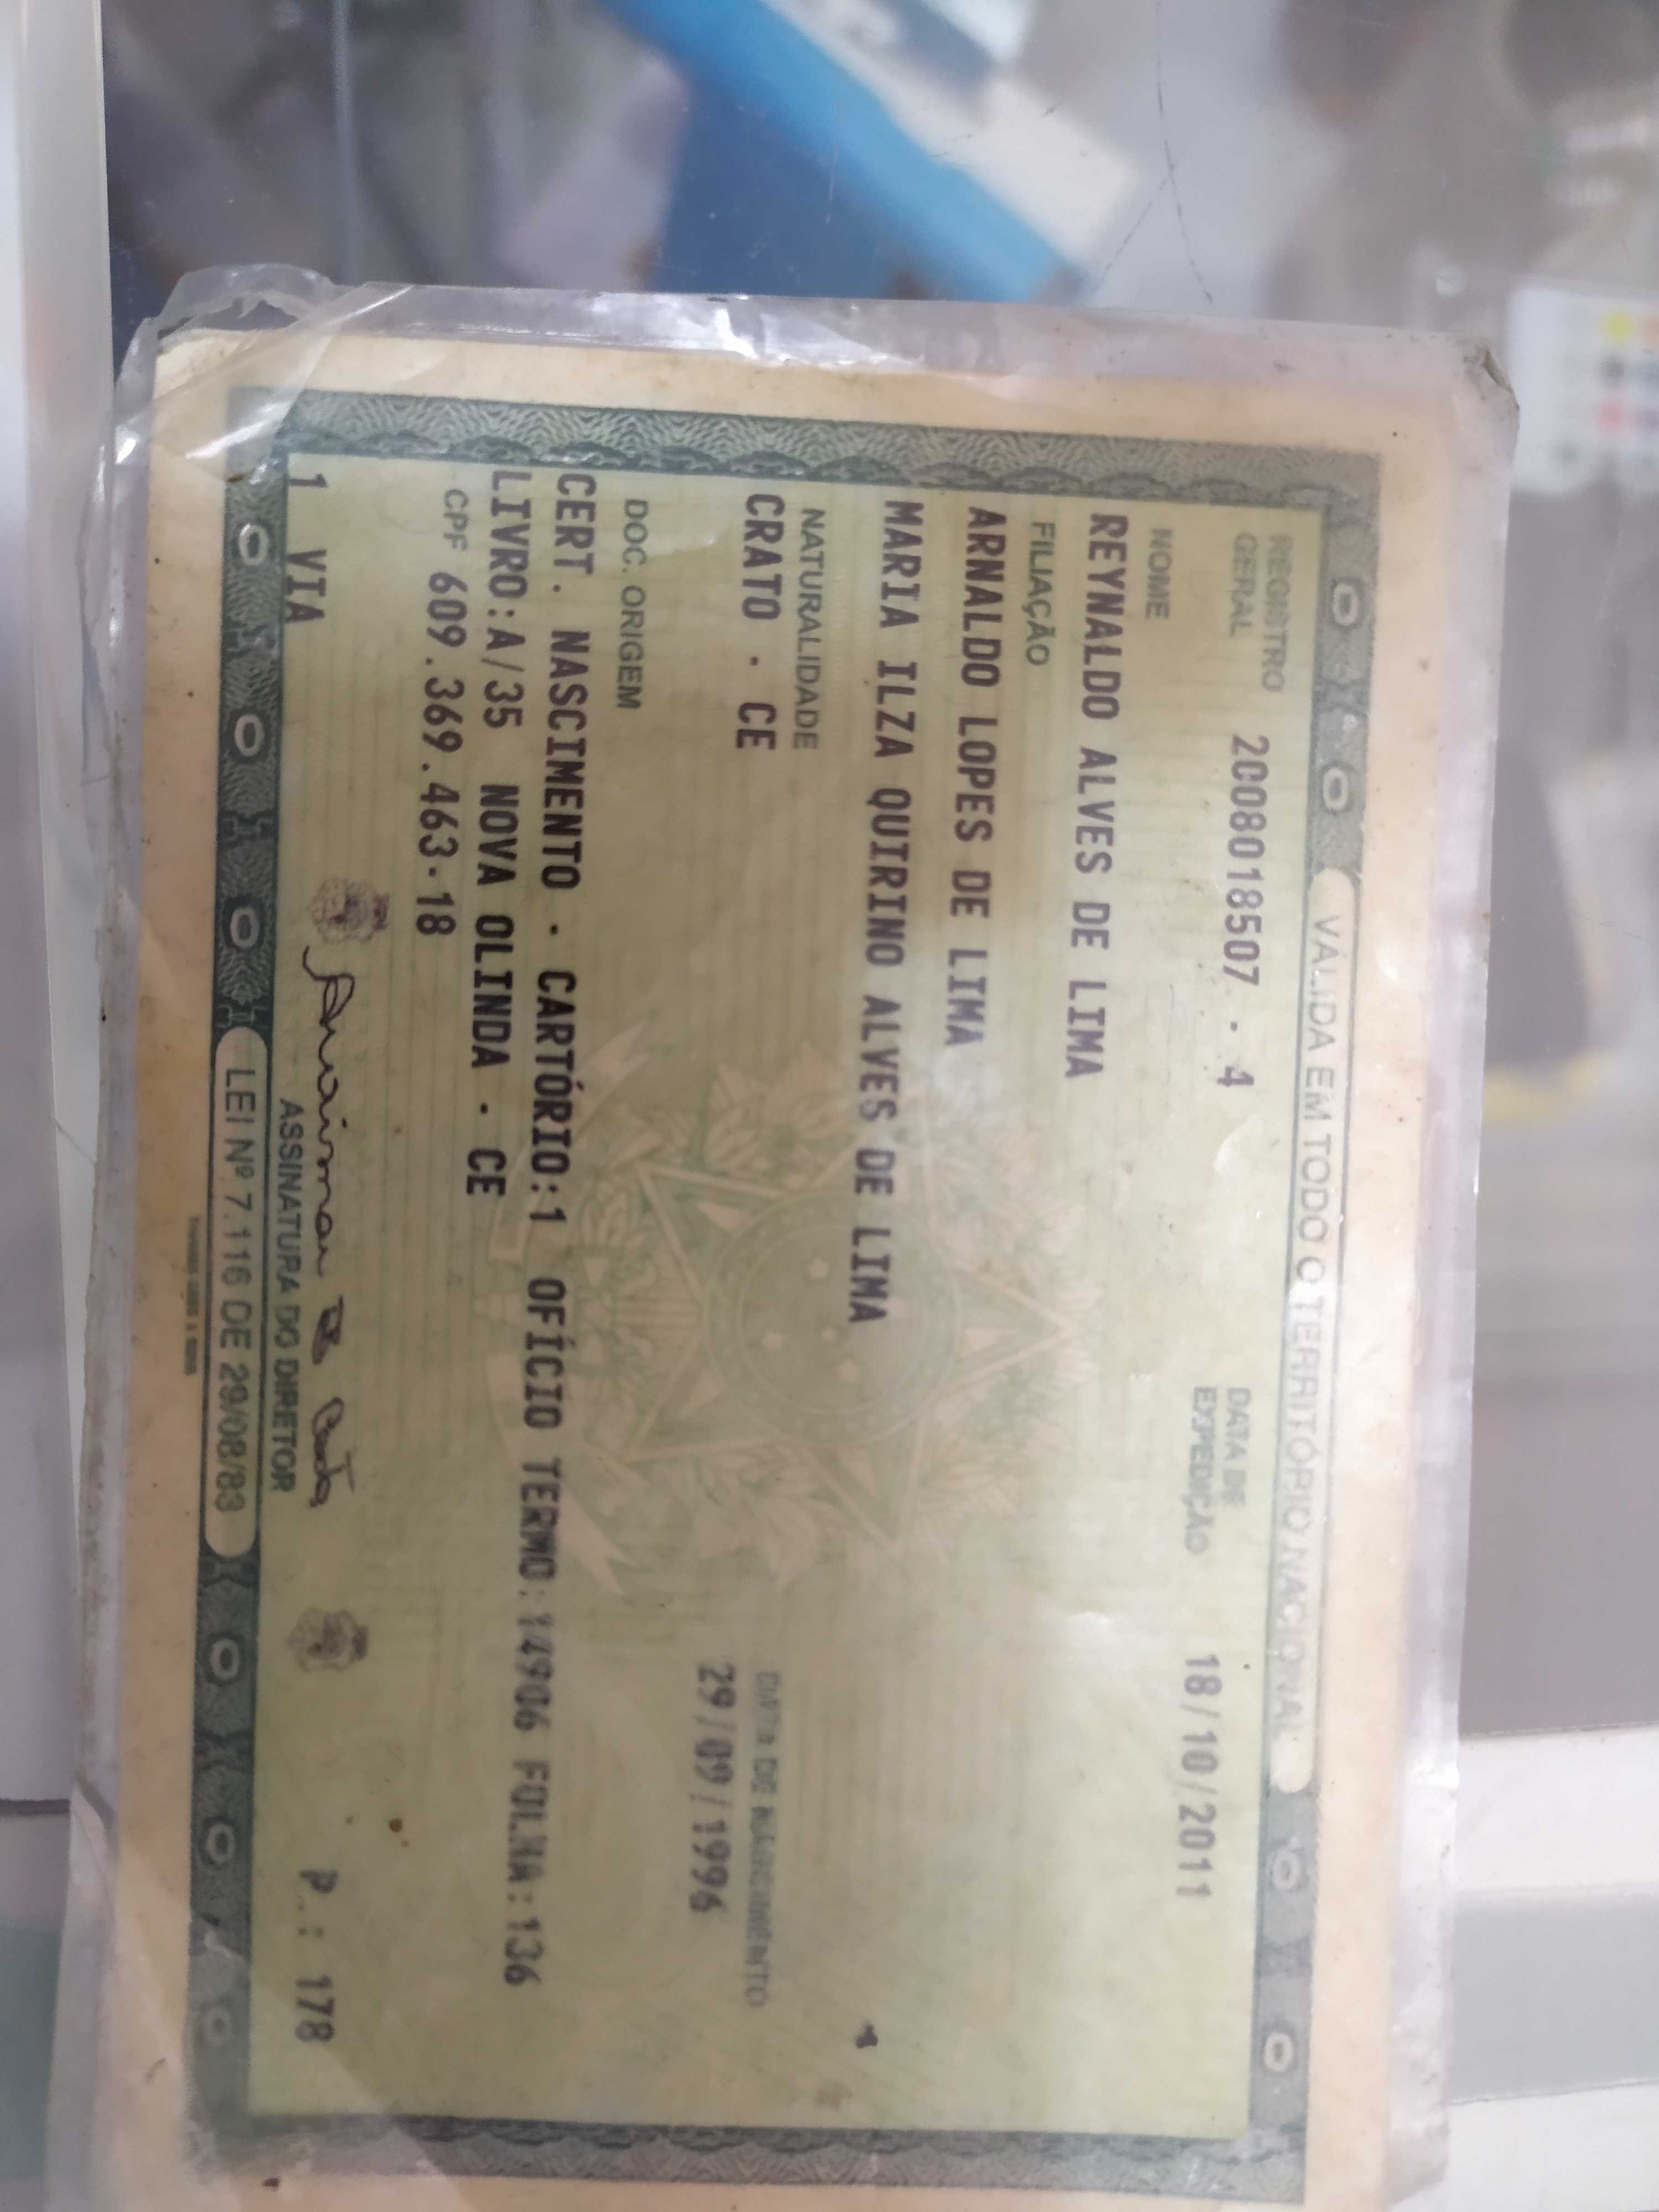 VÁLIDA EM TODO O TERRITÓRIO NACIONAL
REGISTRO GERAL 2008018507 - 4 DATA DE EXPEDIÇÃO 18/10/2011
NOME
REYNALDO ALVES DE LIMA
FILIAÇÃO
ARNALDO LOPES DE LIMA
MARIA ILZA QUIRINO ALVES DE LIMA
NATURALIDADE DATA DE NASCIMENTO
CRATO - CE 29/09/1996
DOC. ORIGEM
CERT. NASCIMENTO - CARTÓRIO:1 OFÍCIO TERMO:14906 FOLHA:136
LIVRO:A/35 NOVA OLINDA - CE
CPF 609.369.463-18
1 VIA P.: 178
ASSINATURA DO DIRETOR
LEI Nº 7.116 DE 29/08/83